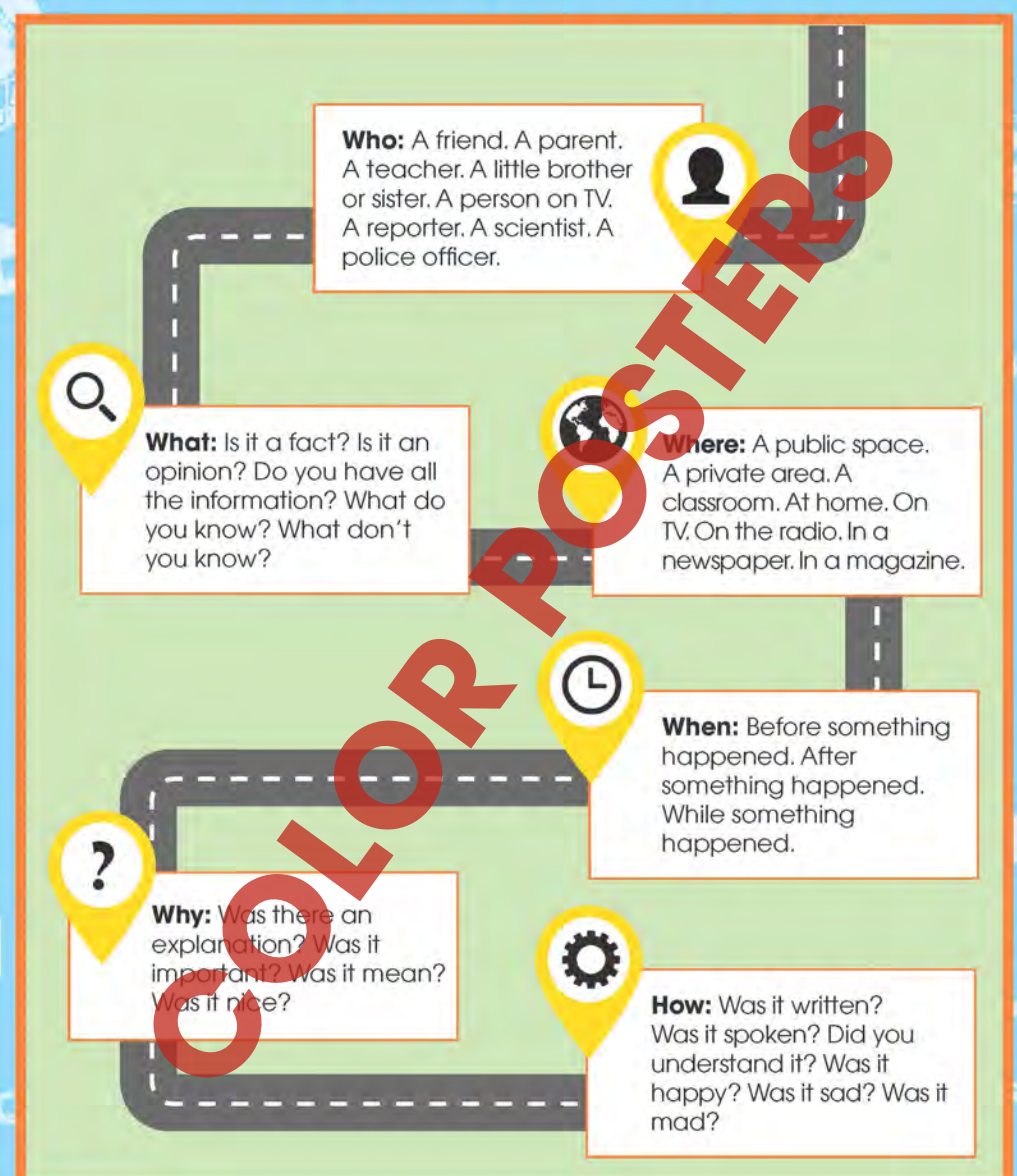 Who: A friend. A parent.
A teacher. A little brother
or sister. A person on TV.
A reporter. A scientist. A
police officer.
What: Is it a fact? Is it an
opinion? Do you have all
the information? What do
you know? What don't
you know?
Where: A public space.
A private area. A
classroom. At home. On
TV. On the radio. In a
newspaper. In a magazine.
When: Before something
happened. After
something happened.
While something
happened.
Why: Was there an
explanation? Was it
important? Was it mean?
Was it nice?
How: Was it written?
Was it spoken? Did you
understand it? Was it
happy? Was it sad? Was it
mad?
COLOR POSTERS